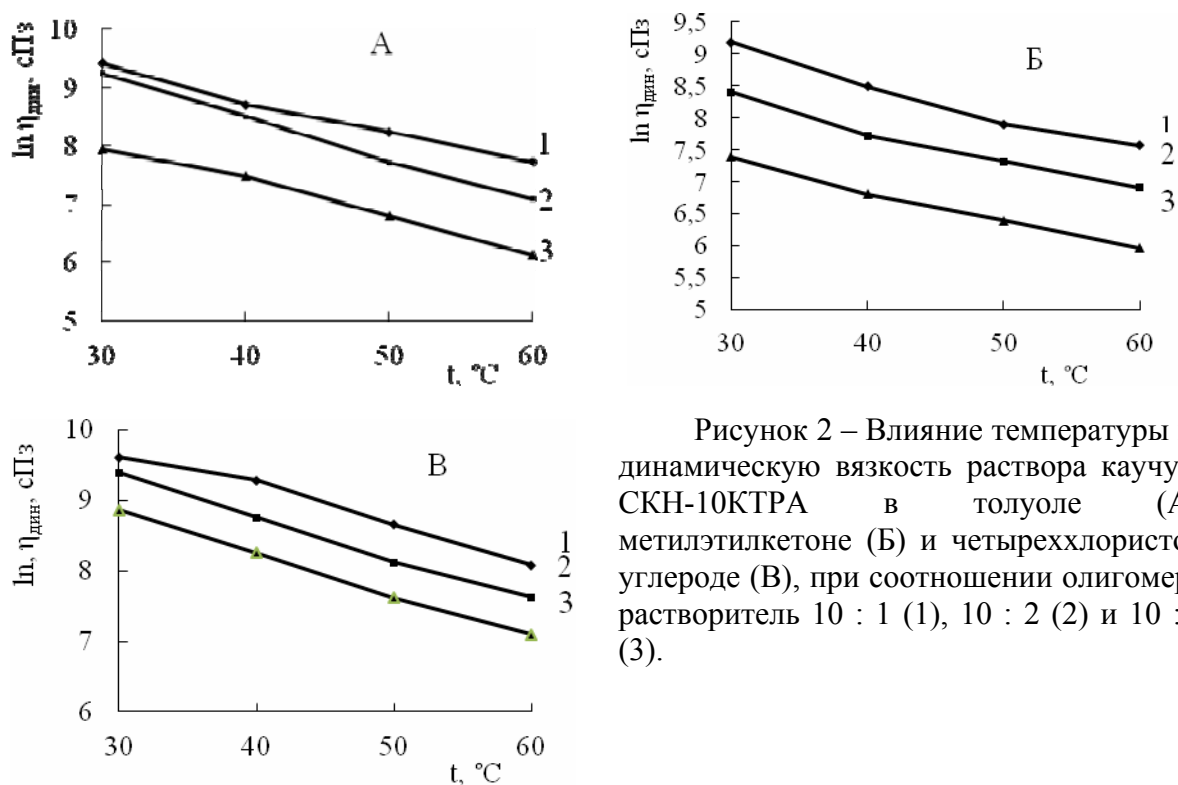 А
ln ηдин, сПз
10
9
8
7
6
5
30 40 50 60
t, °C
1
2
3
Б
ln ηдин, сПз
9,5
9
8,5
8
7,5
7
6,5
6
5,5
5
30 40 50 60
t, °C
1
2
3
В
ln, ηдин, сПз
10
9
8
7
6
30 40 50 60
t, °C
1
2
3
Рисунок 2 – Влияние температуры
динамическую вязкость раствора каучу
СКН-10КТРА в толуоле (А
метилэтилкетоне (Б) и четыреххлористо
углероде (В), при соотношении олигомер
растворитель 10 : 1 (1), 10 : 2 (2) и 10 :
(3).